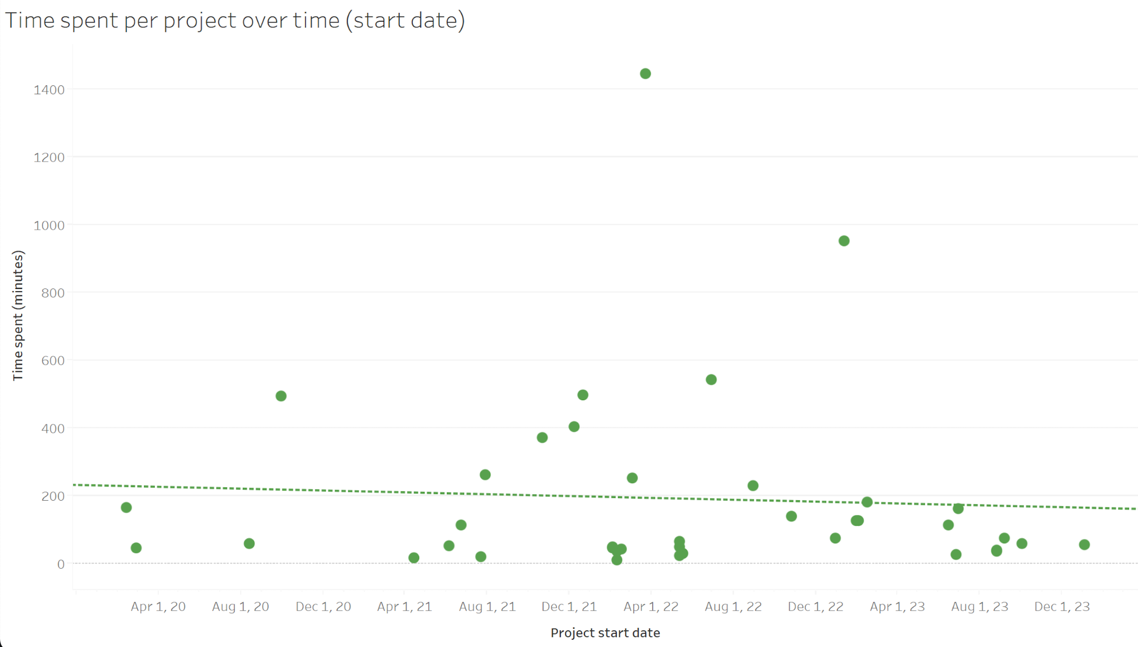 Time spent per project over time (start date)
1400
1200
1000
800
600
400
200
0
Time spent (minutes)
Apr 1, 20 Aug 1, 20 Dec 1, 20 Apr 1, 21 Aug 1, 21 Dec 1, 21 Apr 1, 22 Aug 1, 22 Dec 1, 22 Apr 1, 23 Aug 1, 23 Dec 1, 23
Project start date